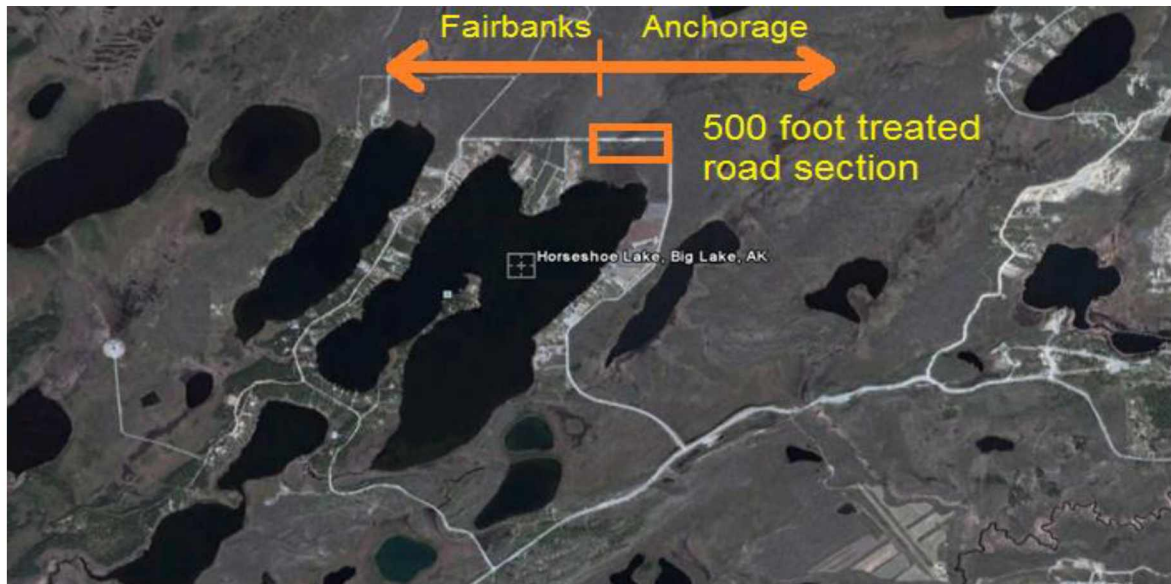 Fairbanks Anchorage
500 foot treated
road section
Horseshoe Lake, Big Lake, AK